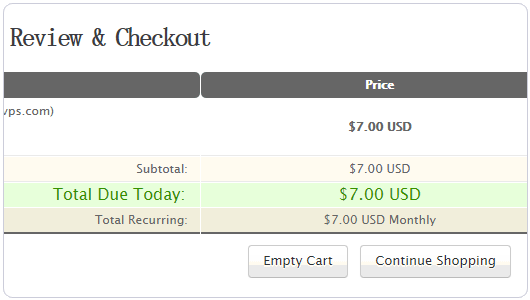 Review & Checkout
Price
vps.com)
$7.00 USD
Subtotal: $7.00 USD
Total Due Today: $7.00 USD
Total Recurring: $7.00 USD Monthly
Empty Cart Continue Shopping